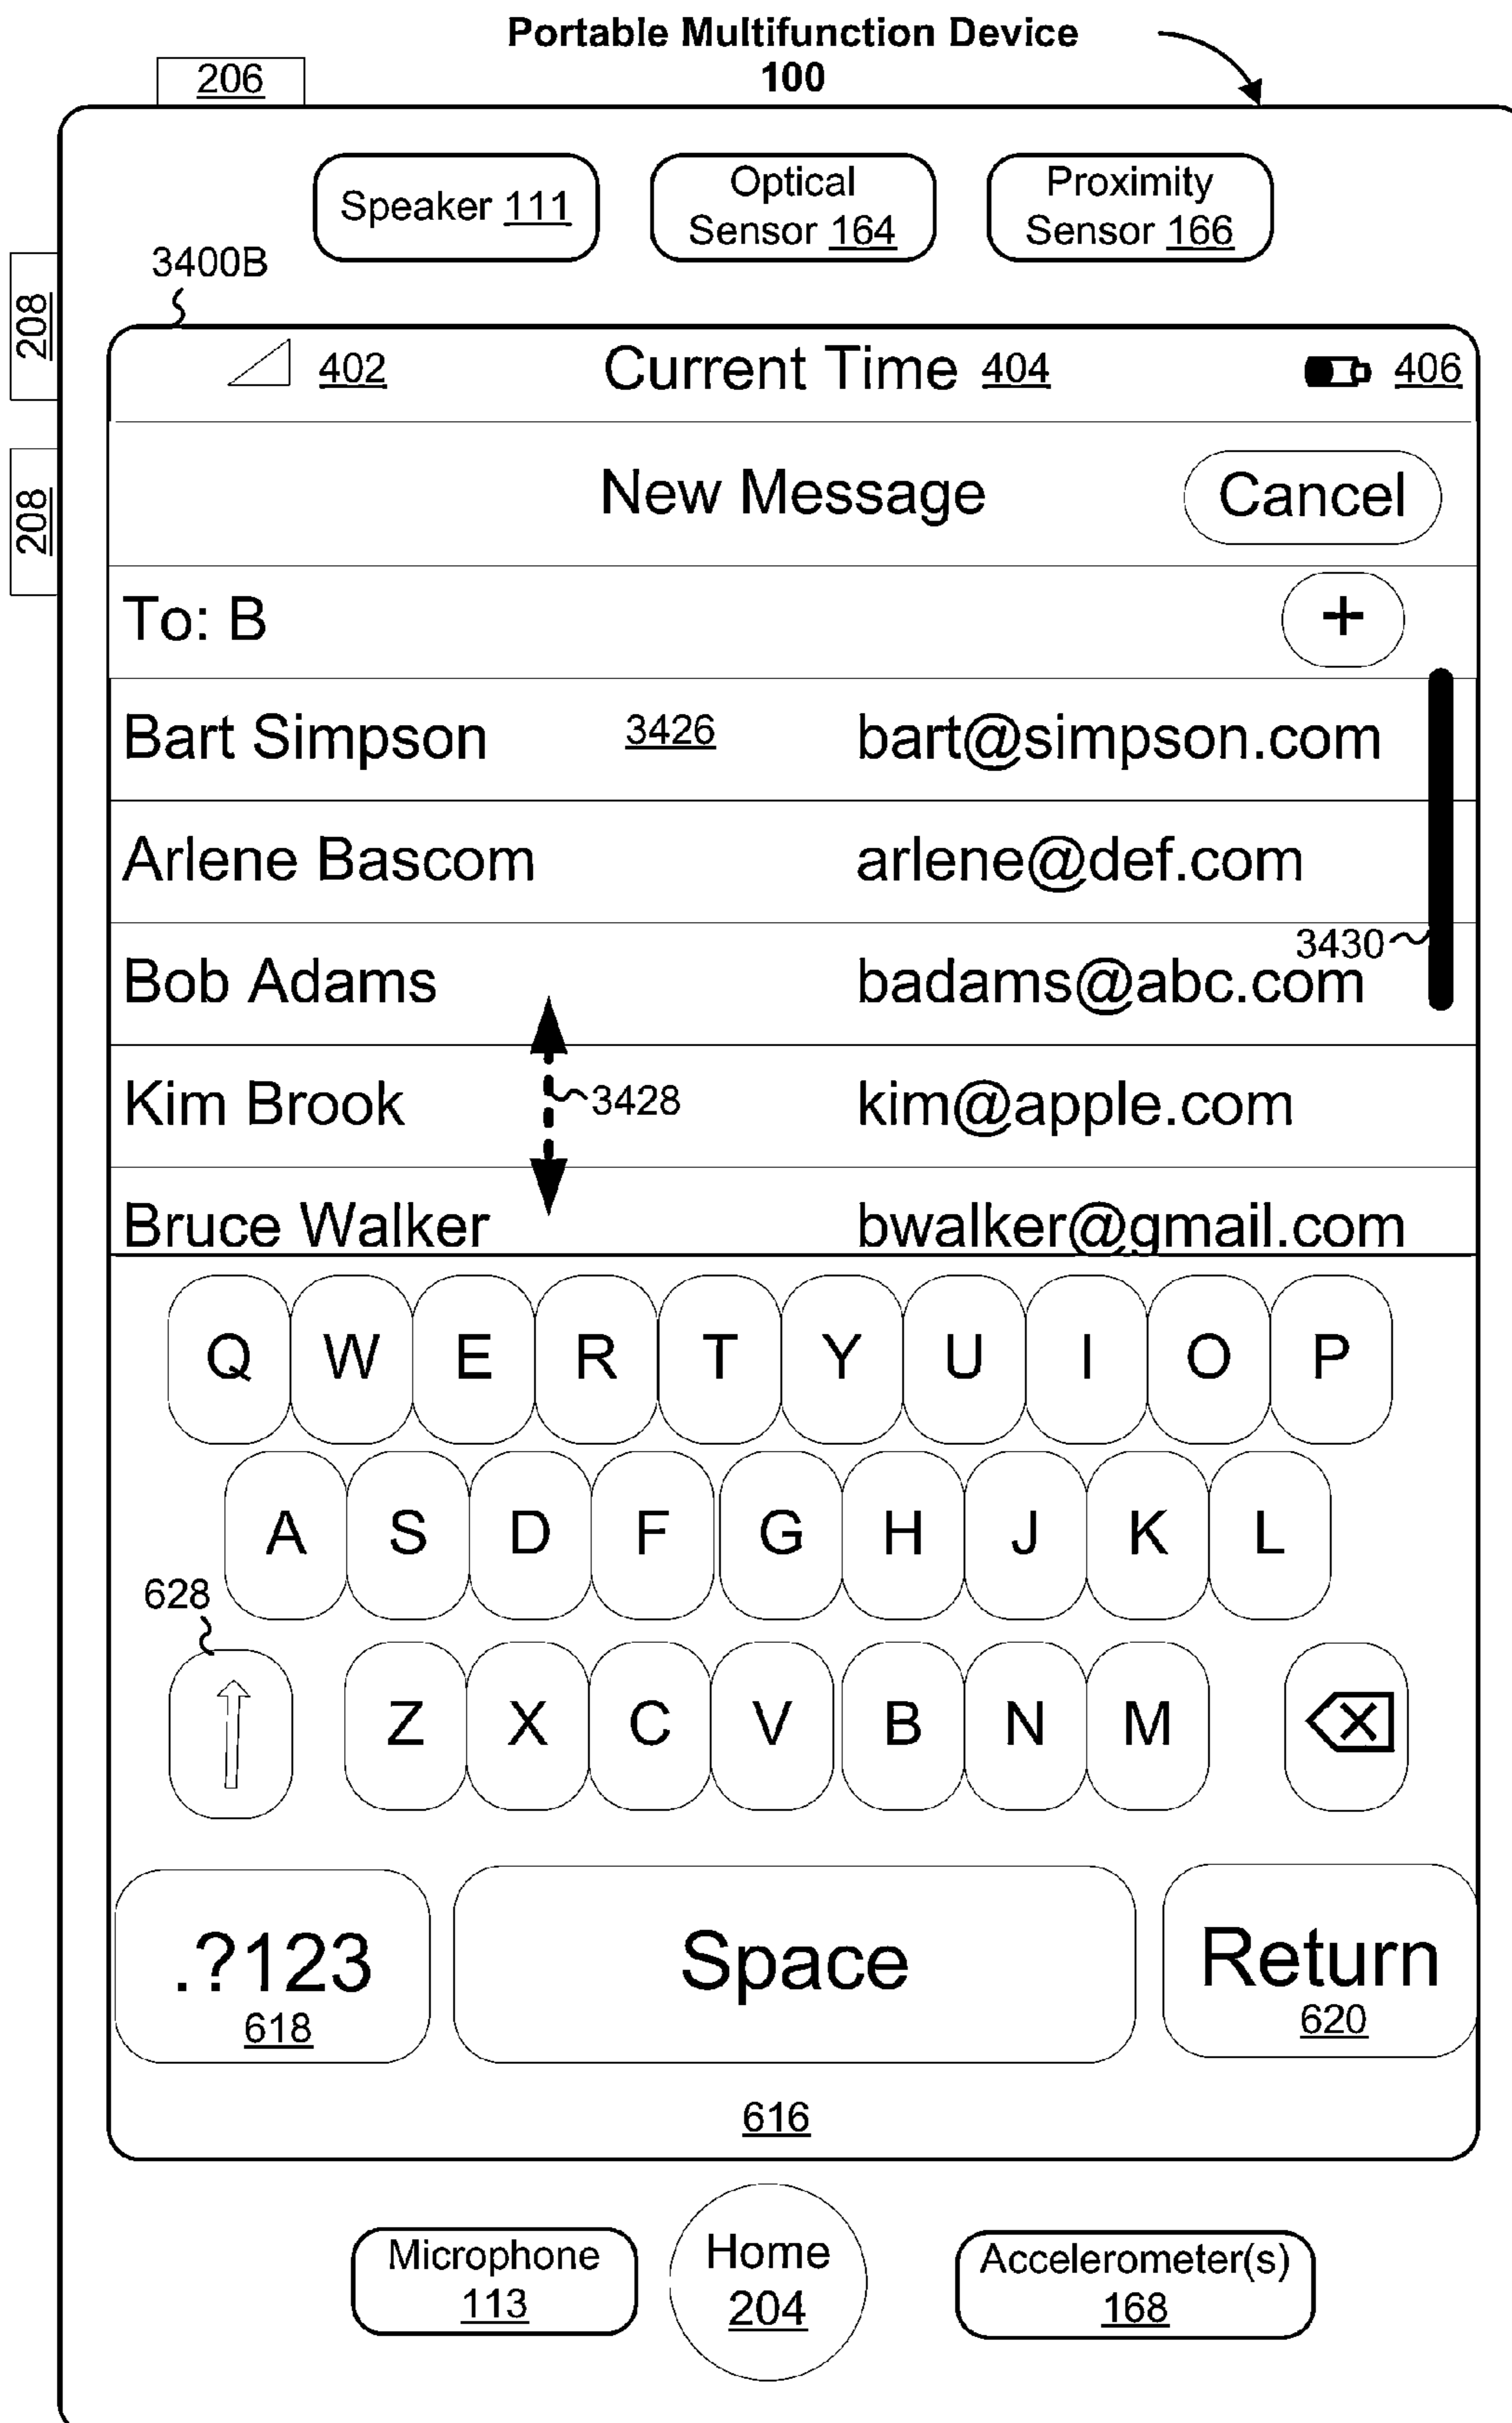 Portable Multifunction Device
100
206
Speaker 111
Optical
Sensor 164
Proximity
Sensor 166
3400B
208
208
402 Current Time 404 406
New Message Cancel
To: B +
Bart Simpson 3426 bart@simpson.com
Arlene Bascom arlene@def.com
3430
Bob Adams badams@abc.com
Kim Brook 3428 kim@apple.com
Bruce Walker bwalker@gmail.com
Q W E R T Y U I O P
A S D F G H J K L
628
Z X C V B N M
.?123
618
Space
Return
620
616
Microphone
113
Home
204
Accelerometer(s)
168